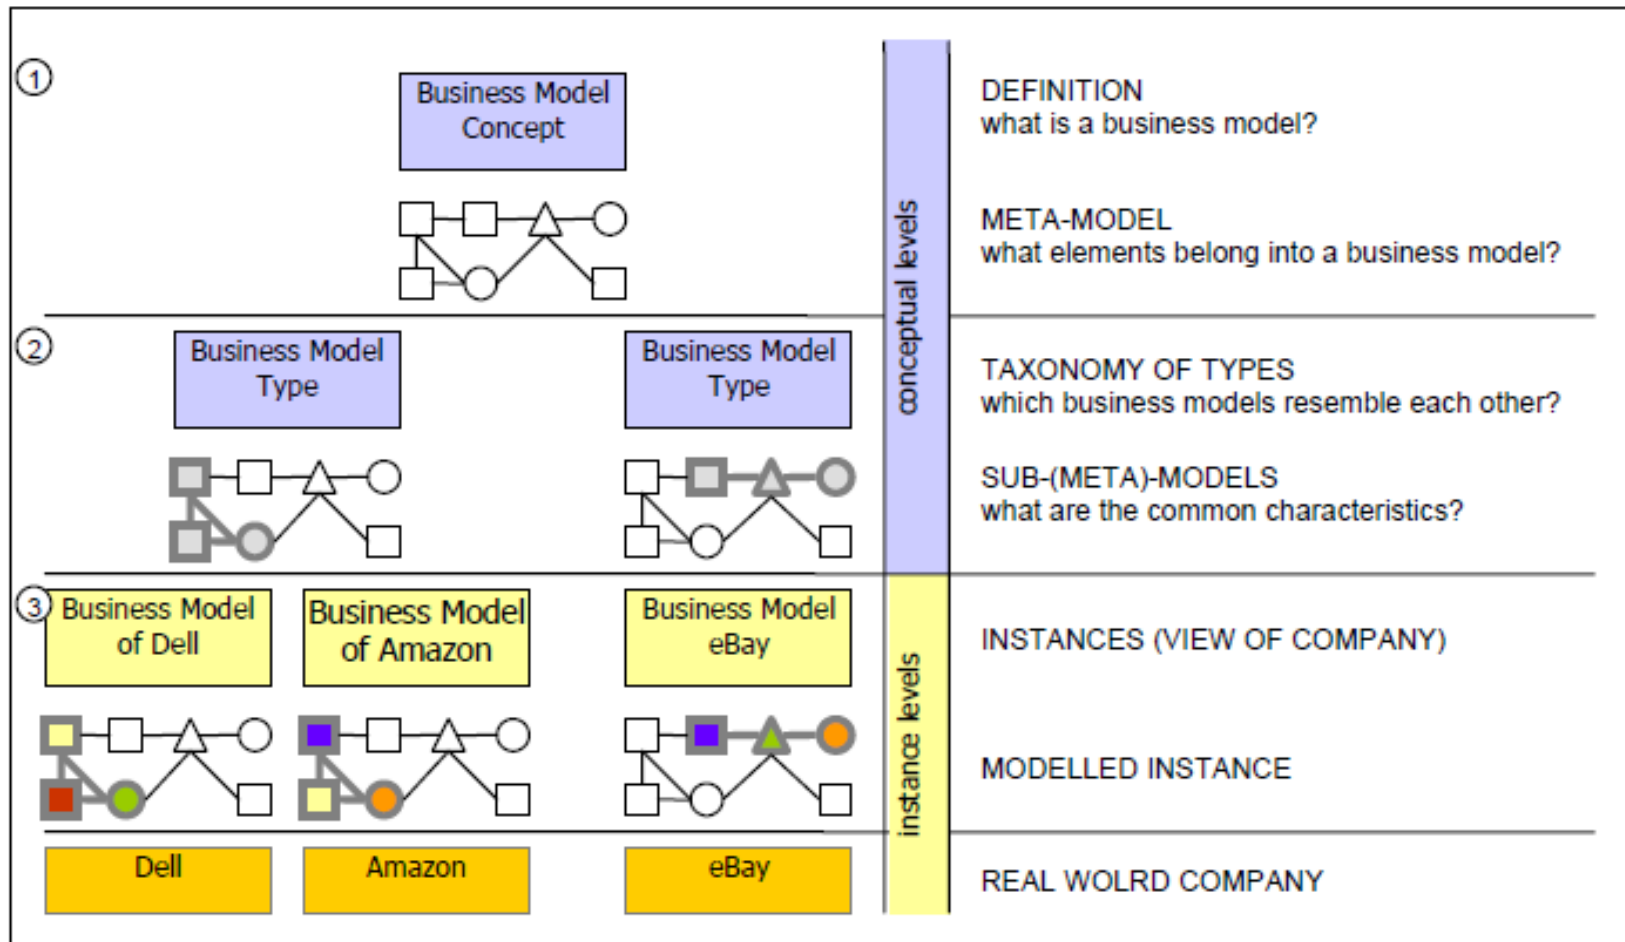 1
Business Model
Concept
DEFINITION
what is a business model?
META-MODEL
what elements belong into a business model?
conceptual levels
2
Business Model
Type
Business Model
Type
TAXONOMY OF TYPES
which business models resemble each other?
SUB-(META)-MODELS
what are the common characteristics?
3
Business Model
of Dell
Business Model
of Amazon
Business Model
eBay
INSTANCES (VIEW OF COMPANY)
MODELLED INSTANCE
instance levels
Dell
Amazon
eBay
REAL WOLRD COMPANY